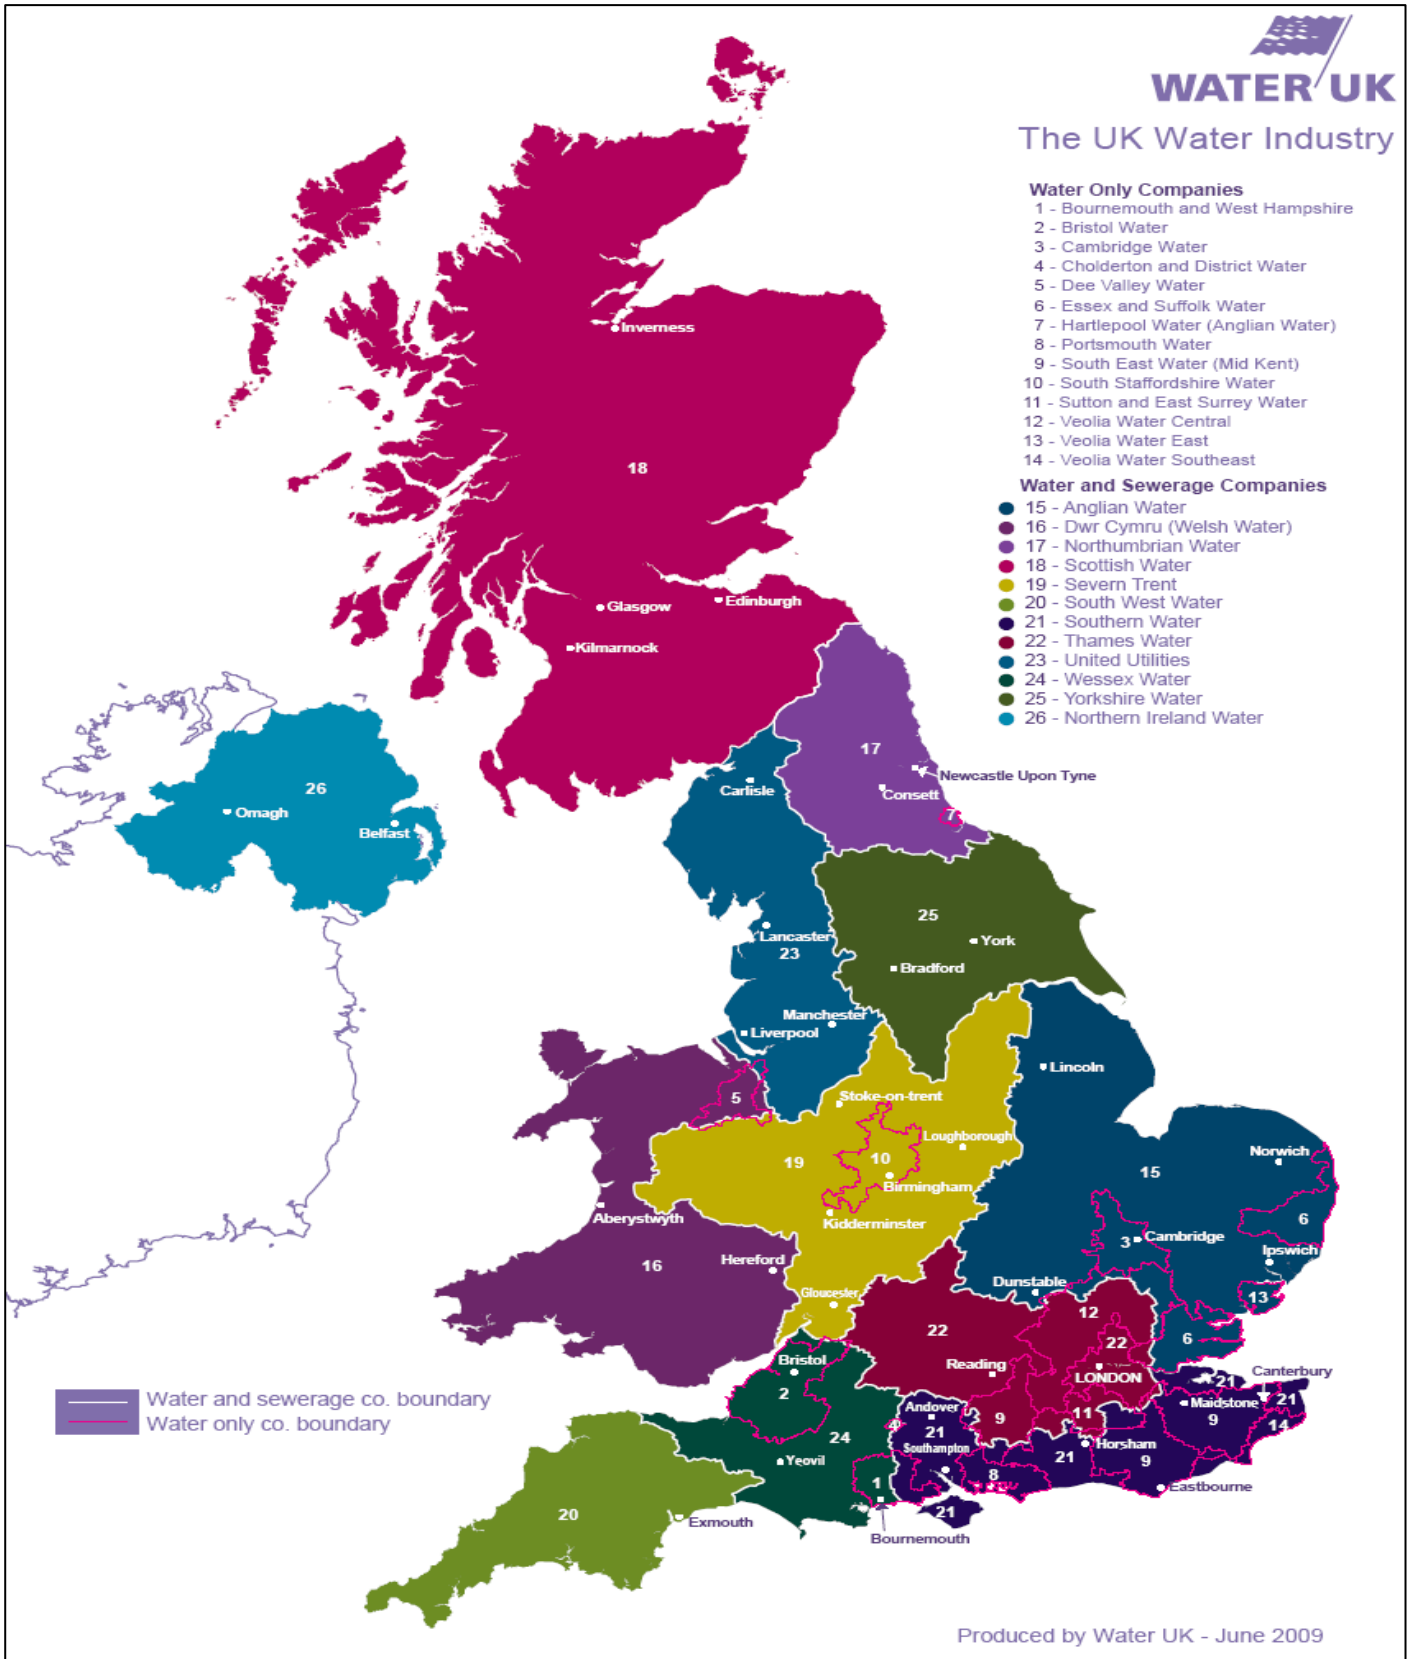 WATER UK
The UK Water Industry
Water Only Companies
1 - Bournemouth and West Hampshire
2 - Bristol Water
3 - Cambridge Water
4 - Cholderton and District Water
5 - Dee Valley Water
6 - Essex and Suffolk Water
7 - Hartlepool Water (Anglian Water)
8 - Portsmouth Water
9 - South East Water (Mid Kent)
10 - South Staffordshire Water
11 - Sutton and East Surrey Water
12 - Veolia Water Central
13 - Veolia Water East
14 - Veolia Water Southeast
Water and Sewerage Companies
15 - Anglian Water
16 - Dwr Cymru (Welsh Water)
17 - Northumbrian Water
18 - Scottish Water
19 - Severn Trent
20 - South West Water
21 - Southern Water
22 - Thames Water
23 - United Utilities
24 - Wessex Water
25 - Yorkshire Water
26 - Northern Ireland Water
Inverness
18
Glasgow
Edinburgh
Kilmarnock
17
Newcastle Upon Tyne
Carlisle
Consett
26
Omagh
7
Belfast
25
Lancaster
York
23
Bradford
Manchester
Liverpool
Lincoln
5
Stoke-on-trent
Loughborough
Norwich
19
10
15
Birmingham
Aberystwyth
Kidderminster
6
3
Cambridge
Ipswich
16
Hereford
Dunstable
Gloucester
13
12
22
22
6
Bristol
Reading
LONDON
Canterbury
21
2
Andover
Maidstone
21
9
11
9
14
4
21
24
Southampton
Horsham
21
9
Yeovil
8
1
Eastbourne
21
20
Exmouth
Bournemouth
Water and sewerage co. boundary
Water only co. boundary
Produced by Water UK - June 2009